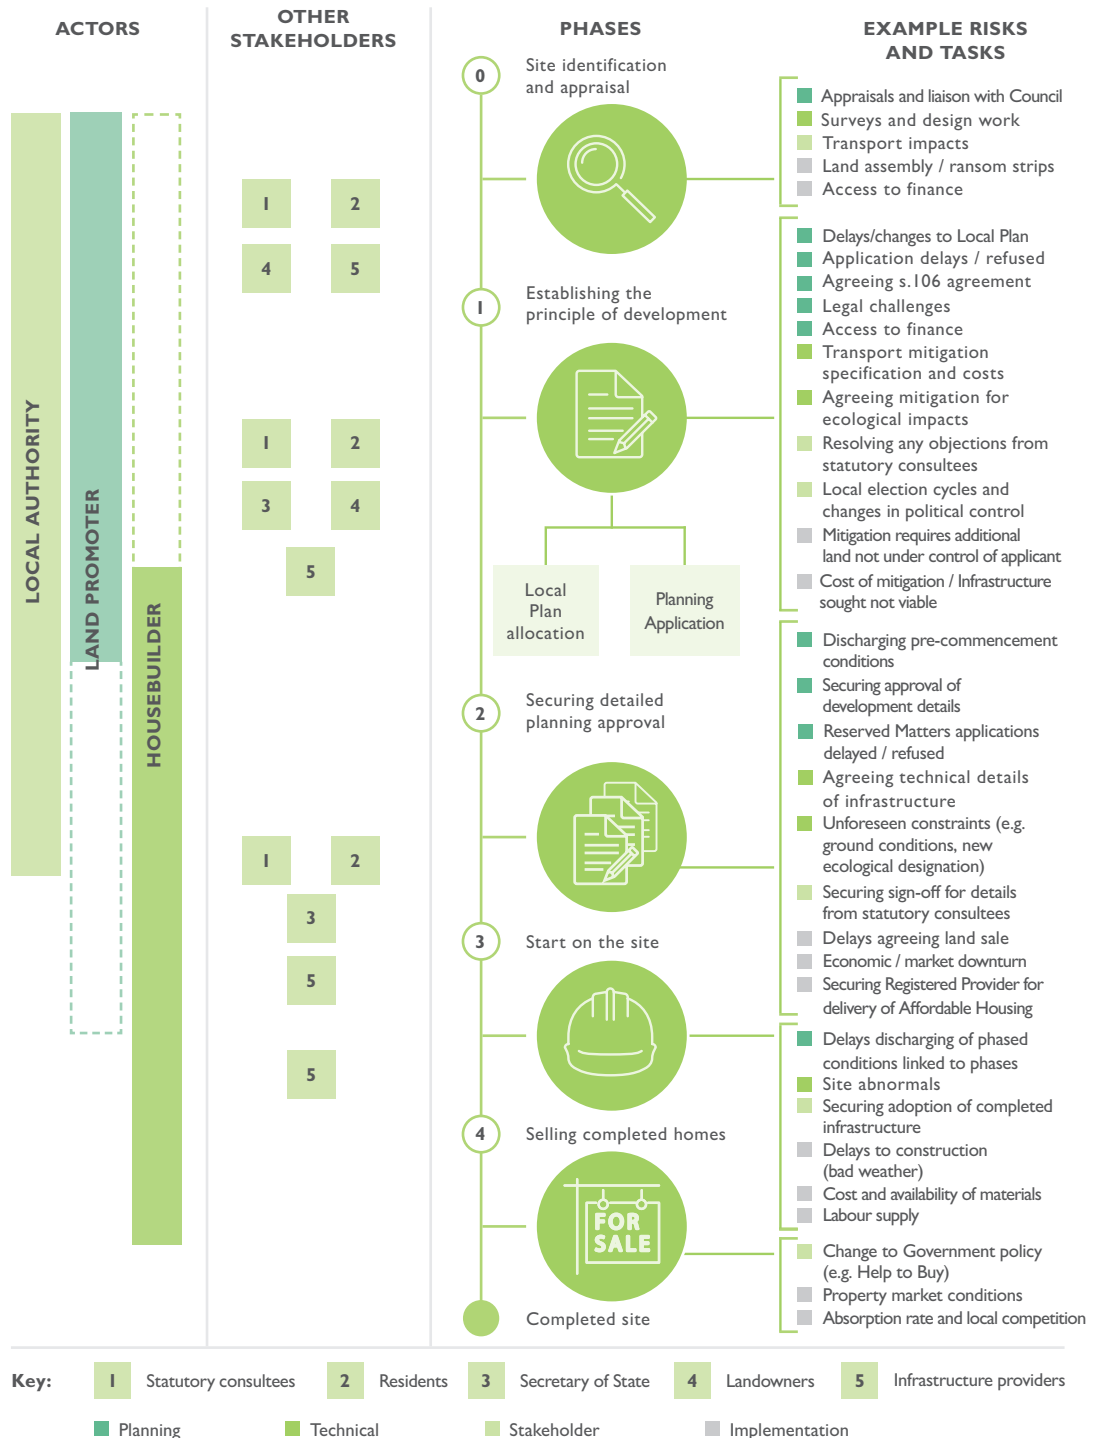 ACTORS
OTHER
STAKEHOLDERS
PHASES
EXAMPLE RISKS
AND TASKS
LOCAL AUTHORITY
LAND PROMOTER
HOUSEBUILDER
1
2
4
5
1
2
3
4
5
1
2
3
5
5
0
Site identification
and appraisal
1
Establishing the
principle of development
Local
Plan
allocation
Planning
Application
2
Securing detailed
planning approval
3
Start on the site
4
Selling completed homes
FOR
SALE
Completed site
Appraisals and liaison with Council
Surveys and design work
Transport impacts
Land assembly / ransom strips
Access to finance
Delays/changes to Local Plan
Application delays / refused
Agreeing s.106 agreement
Legal challenges
Access to finance
Transport mitigation
specification and costs
Agreeing mitigation for
ecological impacts
Resolving any objections from
statutory consultees
Local election cycles and
changes in political control
Mitigation requires additional
land not under control of applicant
Cost of mitigation / Infrastructure
sought not viable
Discharging pre-commencement
conditions
Securing approval of
development details
Reserved Matters applications
delayed / refused
Agreeing technical details
of infrastructure
Unforeseen constraints (e.g.
ground conditions, new
ecological designation)
Securing sign-off for details
from statutory consultees
Delays agreeing land sale
Economic / market downturn
Securing Registered Provider for
delivery of Affordable Housing
Delays discharging of phased
conditions linked to phases
Site abnormals
Securing adoption of completed
infrastructure
Delays to construction
(bad weather)
Cost and availability of materials
Labour supply
Change to Government policy
(e.g. Help to Buy)
Property market conditions
Absorption rate and local competition
Key:
1 Statutory consultees
2 Residents
3 Secretary of State
4 Landowners
5 Infrastructure providers
Planning
Technical
Stakeholder
Implementation